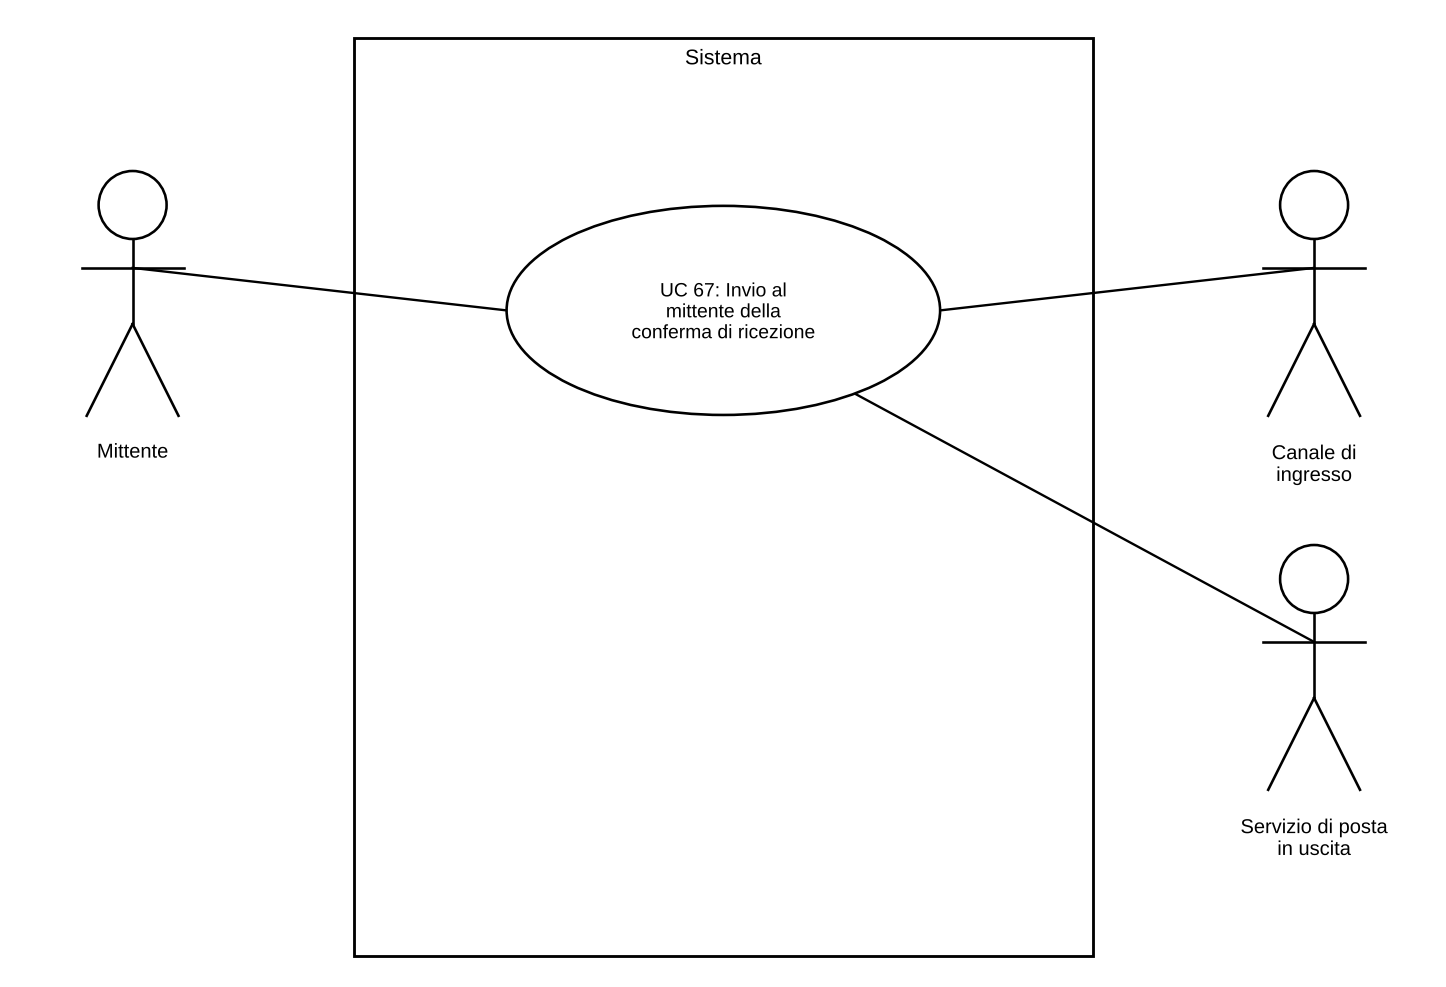 Sistema
UC 67: Invio al
mittente della
conferma di ricezione
Mittente
Canale di
ingresso
Servizio di posta
in uscita